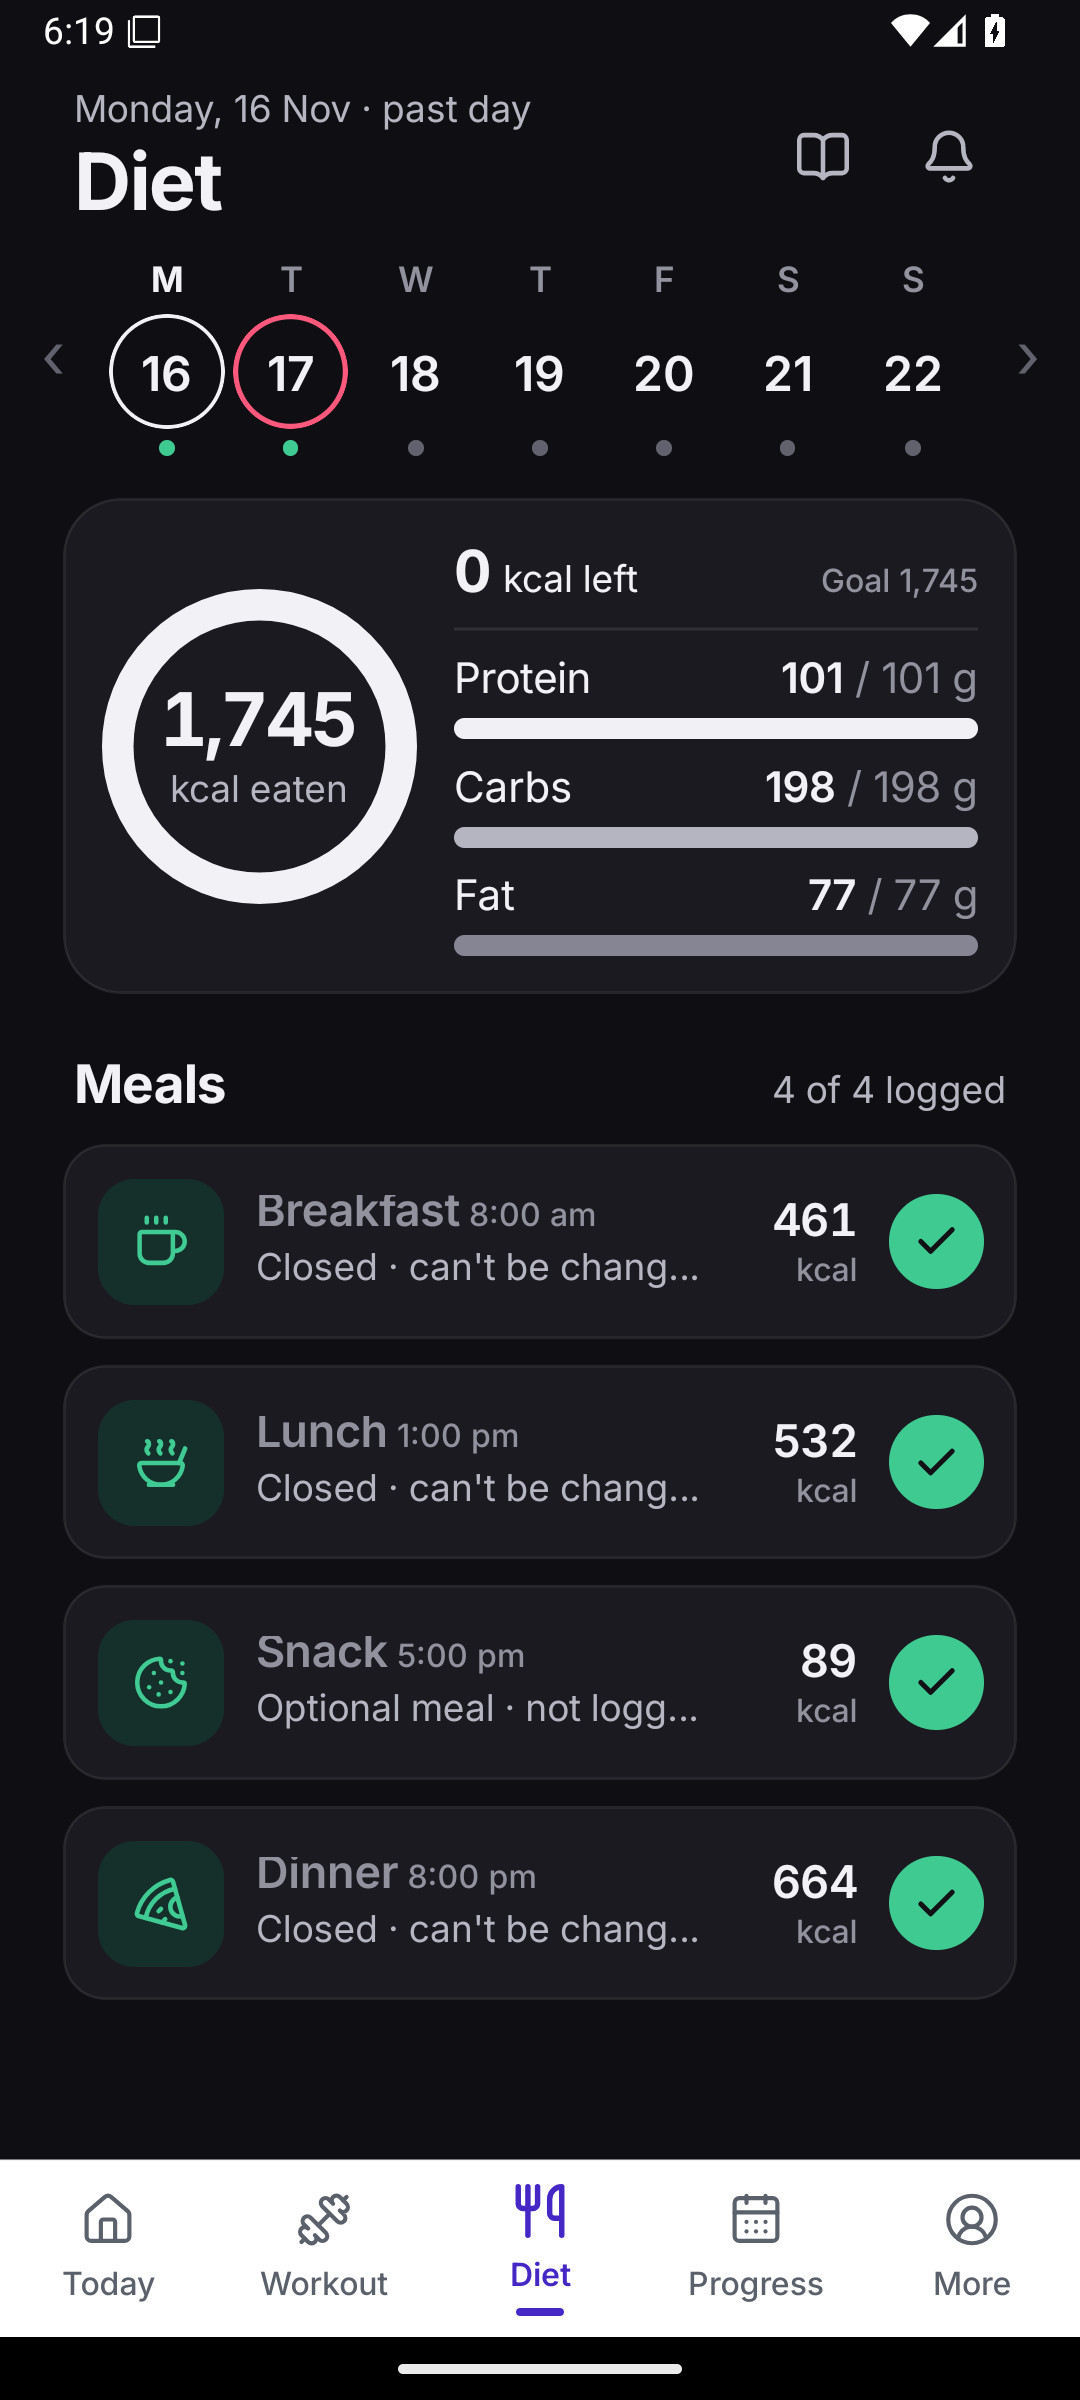 6:19
Monday, 16 Nov · past day
Diet
M T W T F S S
16 17 18 19 20 21 22
0 kcal left Goal 1,745
1,745
kcal eaten
Protein 101 / 101 g
Carbs 198 / 198 g
Fat 77 / 77 g
Meals 4 of 4 logged
Breakfast 8:00 am 461
Closed · can't be chang... kcal
Lunch 1:00 pm 532
Closed · can't be chang... kcal
Snack 5:00 pm 89
Optional meal · not logg... kcal
Dinner 8:00 pm 664
Closed · can't be chang... kcal
Today Workout Diet Progress More